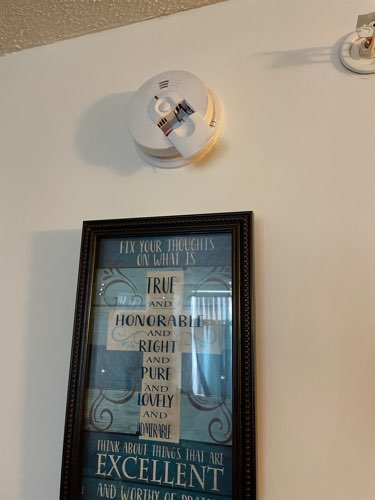 FIX YOUR THOUGHTS
ON WHAT IS
TRUE
AND
HONORABLE
AND
RIGHT
AND
PURE
AND
LOVELY
AND
ADMIRABLE
THINK ABOUT THINGS THAT ARE
EXCELLENT
AND WORTHY OF